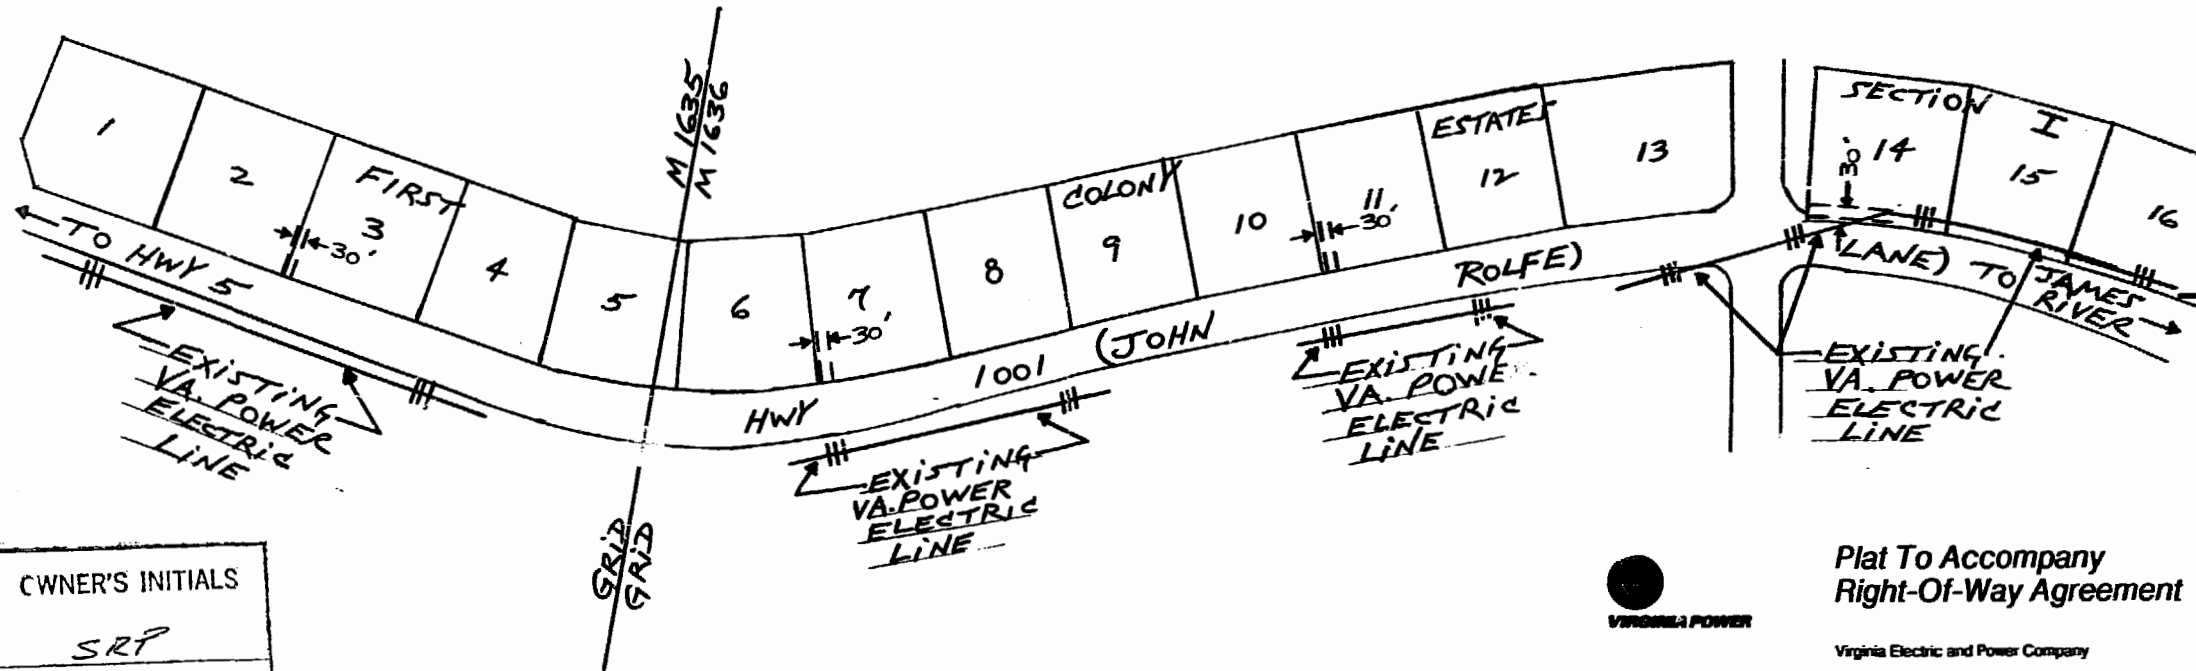 M 1635
M 1636
1
2
FIRST
3
30'
4
5
6
7
30'
8
COLONY
9
10
11
30'
ESTATES
12
13
SECTION I
14
30'
15
16
TO HWY 5
HWY 1001 (JOHN ROLFE)
(LANE) TO JAMES
RIVER
EXISTING
VA. POWER
ELECTRIC
LINE
EXISTING
VA. POWER
ELECTRIC
LINE
EXISTING
VA. POWE
ELECTRIC
LINE
EXISTING
VA. POWER
ELECTRIC
LINE
GRID
GRID
OWNER'S INITIALS
SRP
VIRGINIA POWER
Plat To Accompany
Right-Of-Way Agreement
Virginia Electric and Power Company